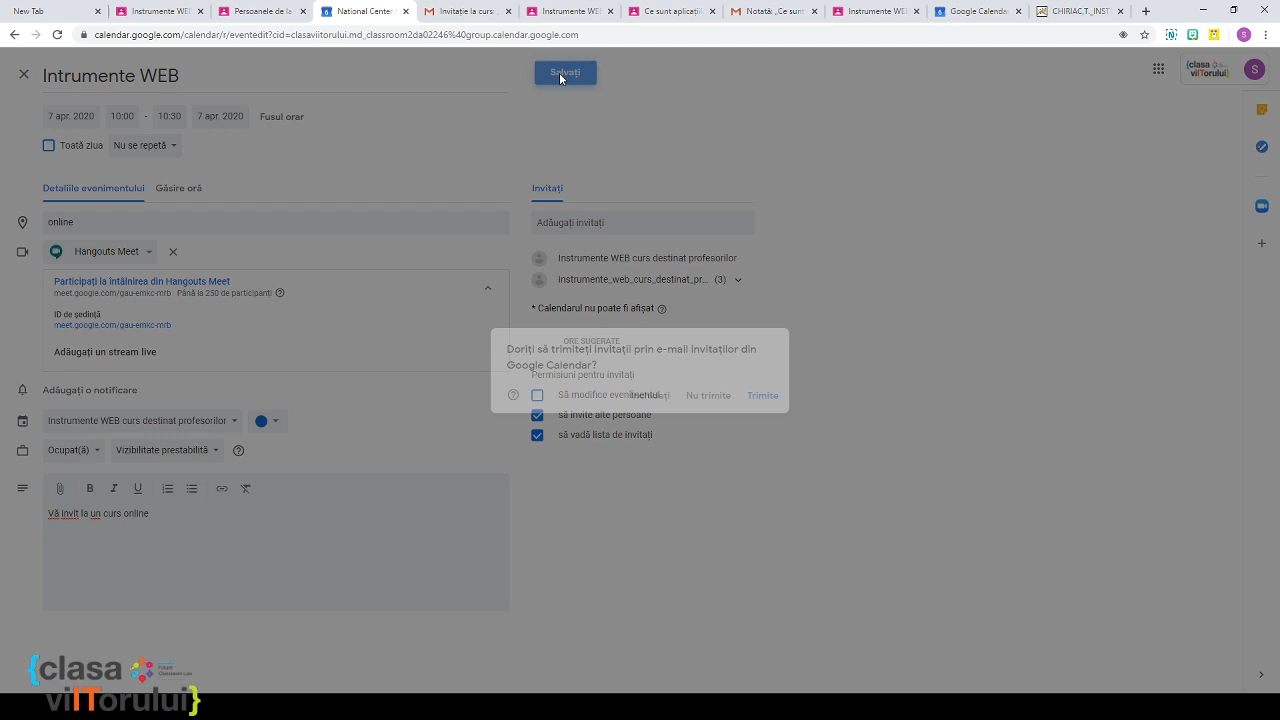 New Tab
Instrumente WEB
Persoanele de la
National Center
Invitație la curs:
Instrumente WEB
Ce sunt aplicații
Notată: „Ce sunt
Instrumente WEB
Google Calendar
CHIRIAC,T._INST
calendar.google.com/calendar/r/eventedit?cid=clasaviitorului.md_classroom2da02246%40group.calendar.google.com
S
Intrumente WEB
Salvați
{clasa
viITorului}
S
7 apr. 2020
10:00
-
10:30
7 apr. 2020
Fusul orar
Toată ziua
Nu se repetă
Detaliile evenimentului
Găsire oră
Invitați
online
Adăugați invitați
Hangouts Meet
Instrumente WEB curs destinat profesorilor
Participați la întâlnirea din Hangouts Meet
instrumente_web_curs_destinat_pr... (3)
meet.google.com/gau-emkc-mrb · Până la 250 de participanți
* Calendarul nu poate fi afișat
ID de ședință
meet.google.com/gau-emkc-mrb
ORE SUGERATE
Doriți să trimiteți invitații prin e-mail invitaților din
Google Calendar?
Adăugați un stream live
Permisiuni pentru invitați
Adăugați o notificare
Să modifice evenimentul
Nu trimite
Trimite
să invite alte persoane
Instrumente WEB curs destinat profesorilor
să vadă lista de invitați
Ocupat(ă)
Vizibilitate prestabilită
B
I
U
Vă invit la un curs online
{clasa
viITorului}
Future
Classroom Lab